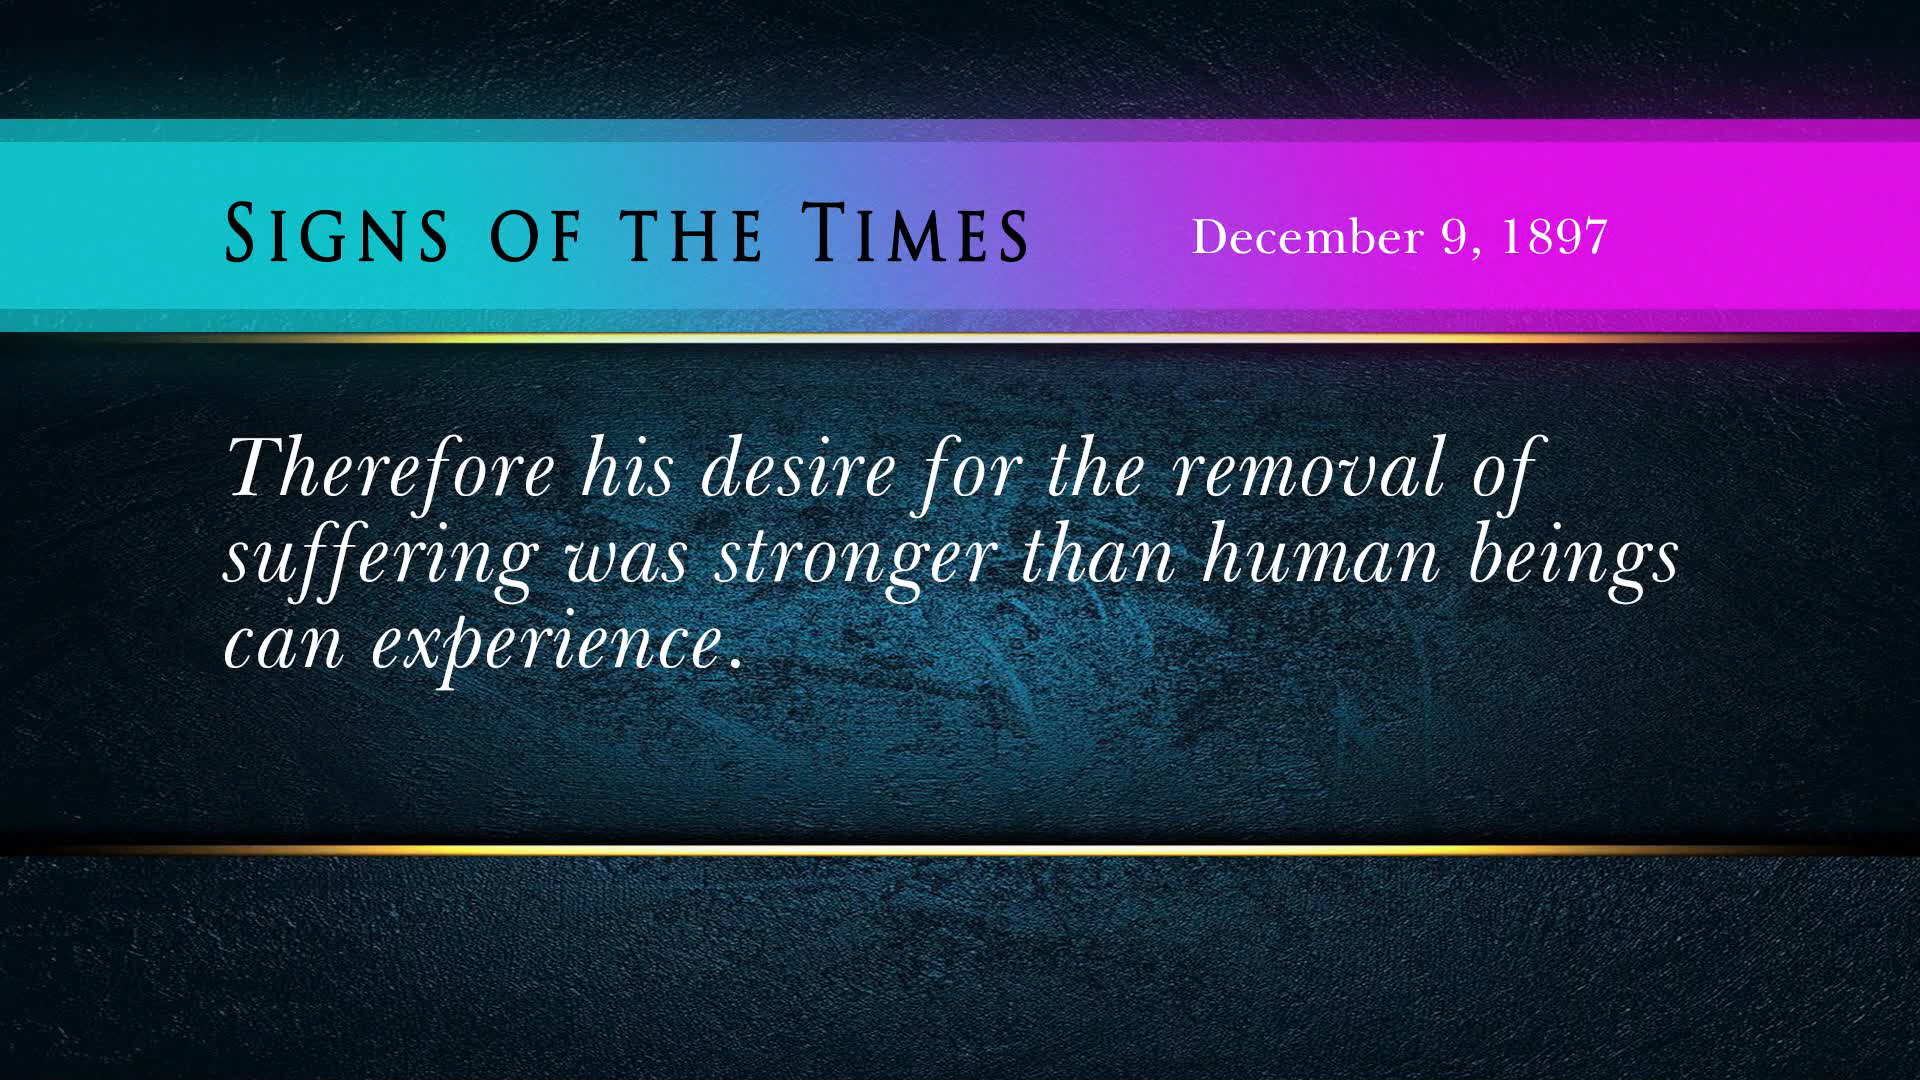 Signs of the Times
December 9, 1897
Therefore his desire for the removal of
suffering was stronger than human beings
can experience.